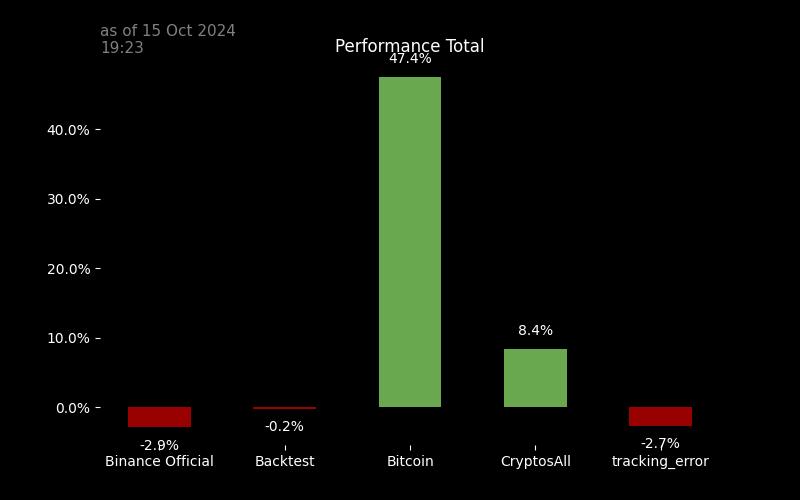 as of 15 Oct 2024
19:23
Performance Total
47.4%
40.0%
30.0%
20.0%
10.0%
8.4%
0.0%
-0.2%
-2.9%
-2.7%
Binance Official
Backtest
Bitcoin
CryptosAll
tracking_error